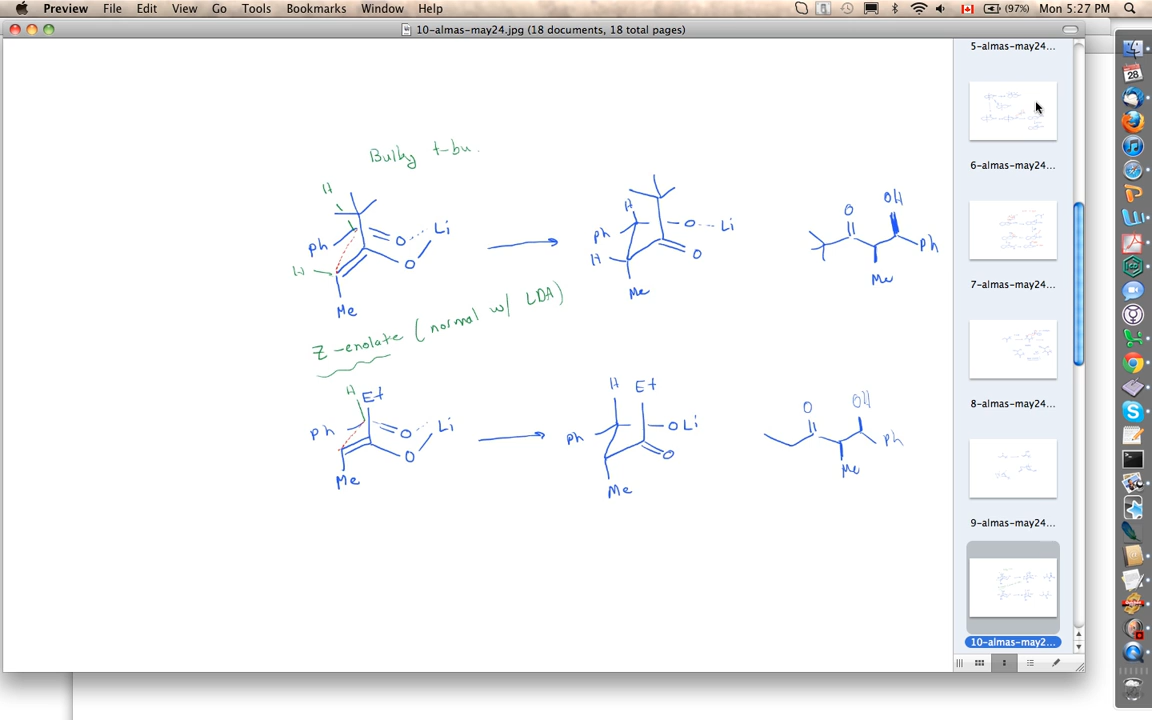 Preview File Edit View Go Tools Bookmarks Window Help
(97%) Mon 5:27 PM
10-almas-may24.jpg (18 documents, 18 total pages)
5-almas-may24...
6-almas-may24...
7-almas-may24...
8-almas-may24...
9-almas-may24...
10-almas-may2...
28
Bulky t-bu.
H
Ph
O
Li
H
O
Me
H
Ph
O
Li
H
O
Me
O
OH
Ph
Me
Z-enolate (normal w/ LDA)
H
Et
Ph
O
Li
O
Me
H
Et
Ph
OLi
O
Me
O
OH
Ph
Me